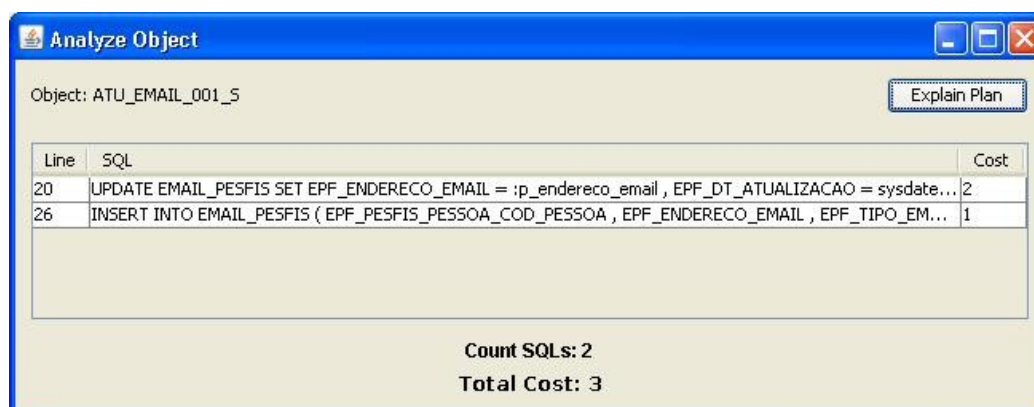 Analyze Object
Object: ATU_EMAIL_001_S
Explain Plan
Line SQL Cost
20 UPDATE EMAIL_PESFIS SET EPF_ENDERECO_EMAIL = :p_endereco_email , EPF_DT_ATUALIZACAO = sysdate... 2
26 INSERT INTO EMAIL_PESFIS ( EPF_PESFIS_PESSOA_COD_PESSOA , EPF_ENDERECO_EMAIL , EPF_TIPO_EM... 1
Count SQLs: 2
Total Cost: 3